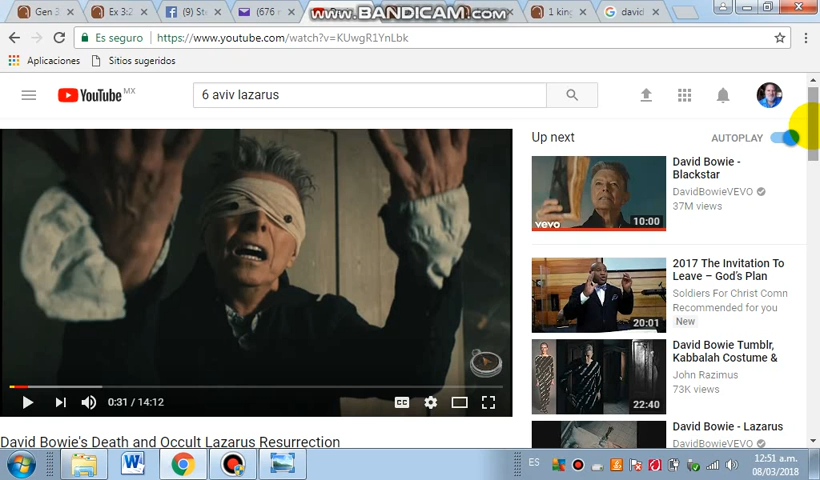 Gen 3
Ex 3:2
(9) Ste
(676 n
www.BANDICAM.com
1 king
david
Es seguro
https://www.youtube.com/watch?v=KUwgR1YnLbk
Aplicaciones
Sitios sugeridos
YouTube MX
6 aviv lazarus
Up next
AUTOPLAY
David Bowie -
Blackstar
DavidBowieVEVO
37M views
vevo
10:00
2017 The Invitation To
Leave – God's Plan
Soldiers For Christ Comn
Recommended for you
New
20:01
David Bowie Tumblr,
Kabbalah Costume &
John Razimus
73K views
22:40
David Bowie - Lazarus
DavidBowieVEVO
CC
0:31 / 14:12
David Bowie's Death and Occult Lazarus Resurrection
ES
12:51 a.m.
08/03/2018